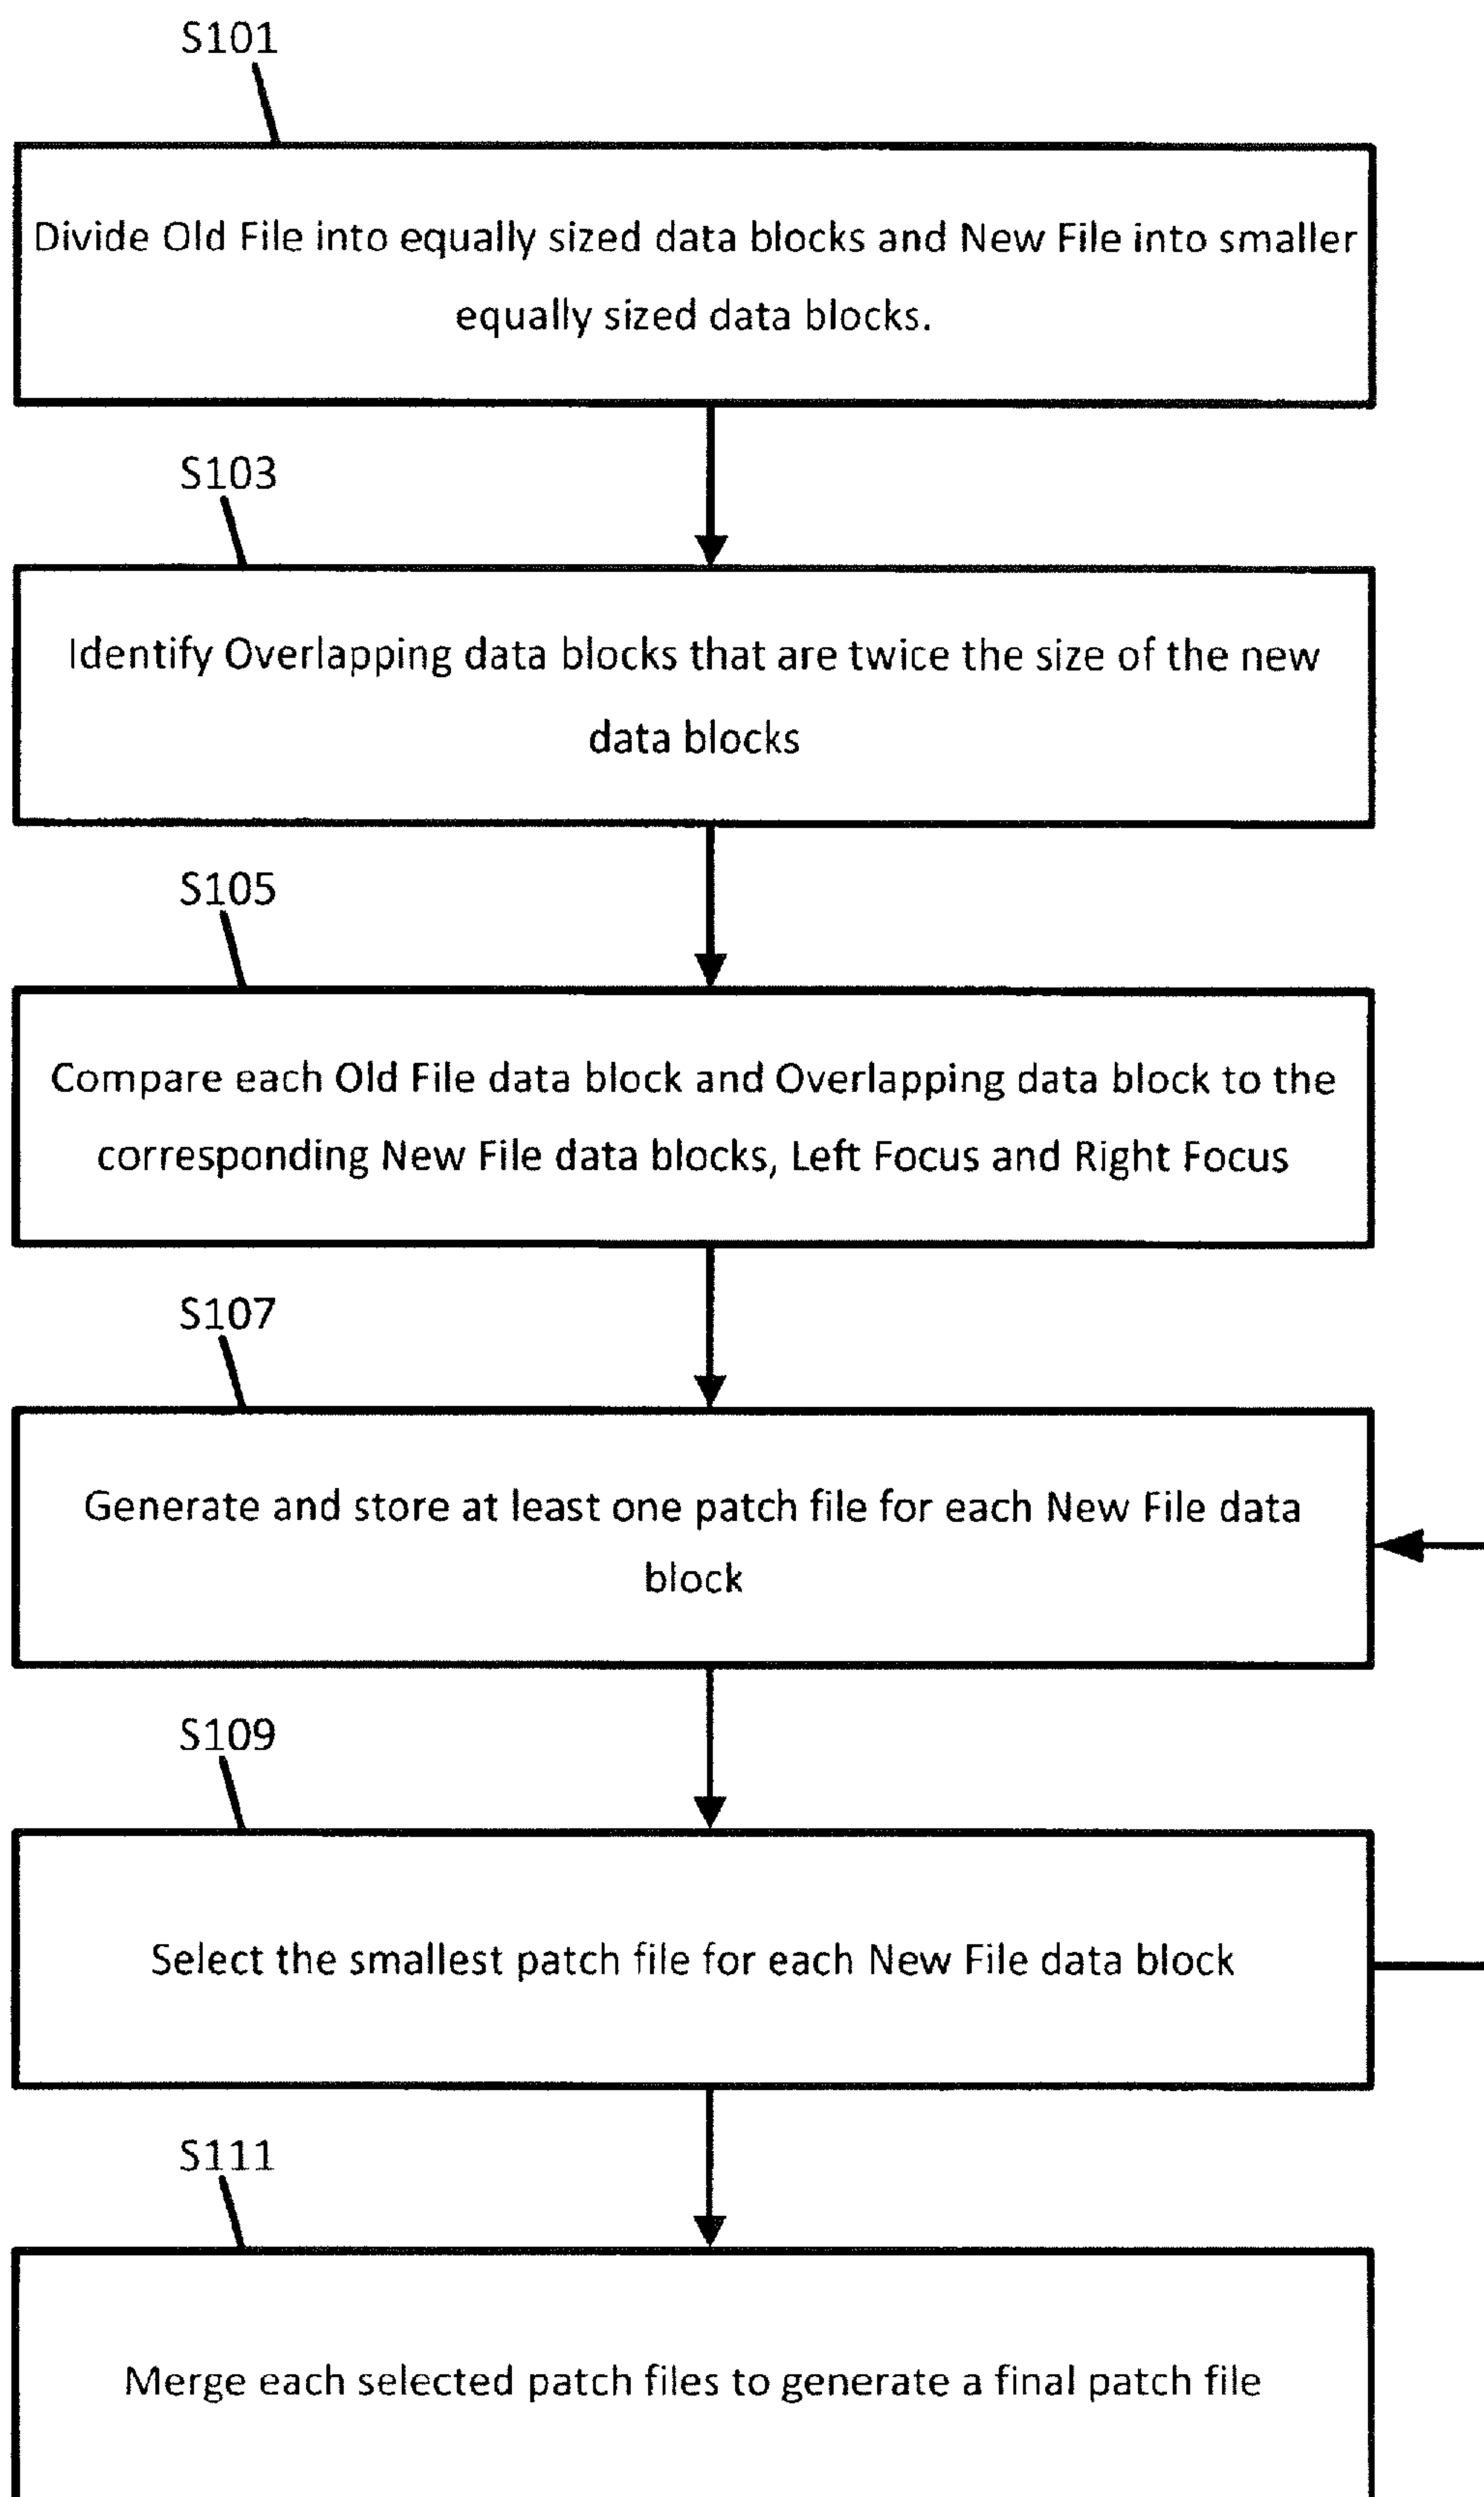 S101
Divide Old File into equally sized data blocks and New File into smaller
equally sized data blocks.
S103
Identify Overlapping data blocks that are twice the size of the new
data blocks
S105
Compare each Old File data block and Overlapping data block to the
corresponding New File data blocks, Left Focus and Right Focus
S107
Generate and store at least one patch file for each New File data
block
S109
Select the smallest patch file for each New File data block
S111
Merge each selected patch files to generate a final patch file